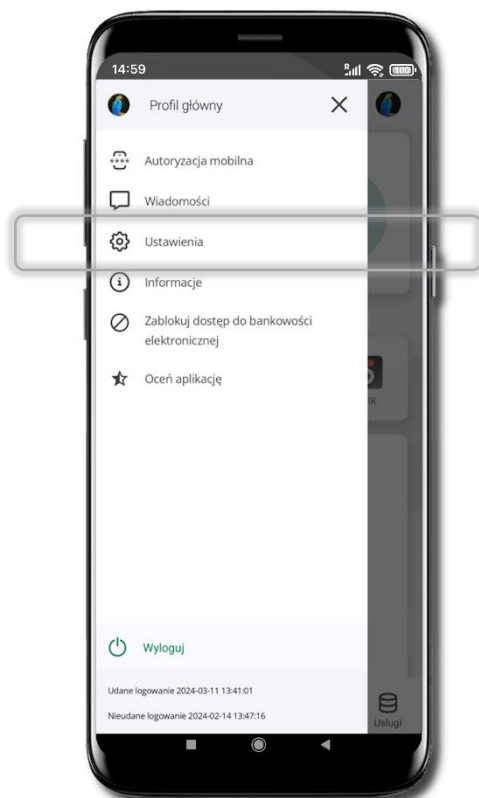 14:59
R
100
Profil główny
Autoryzacja mobilna
Wiadomości
Ustawienia
Informacje
Zablokuj dostęp do bankowości
elektronicznej
Oceń aplikację
Wyloguj
Udane logowanie 2024-03-11 13:41:01
Nieudane logowanie 2024-02-14 13:47:16
Usługi